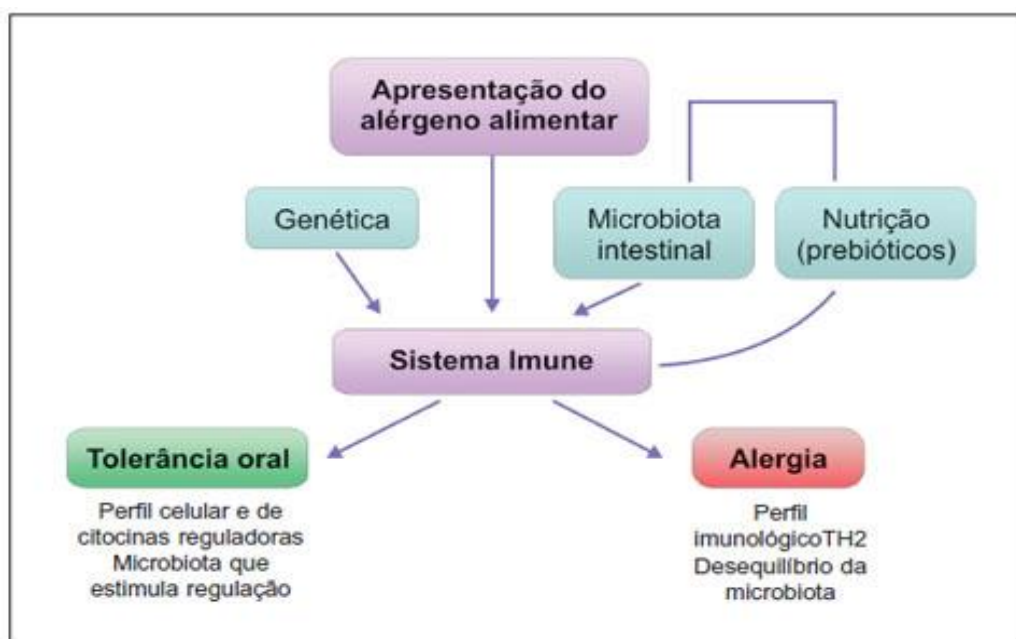 Apresentação do
alérgeno alimentar
Genética
Microbiota
intestinal
Nutrição
(prebióticos)
Sistema Imune
Tolerância oral
Perfil celular e de
citocinas reguladoras
Microbiota que
estimula regulação
Alergia
Perfil
imunológicoTH2
Desequilíbrio da
microbiota